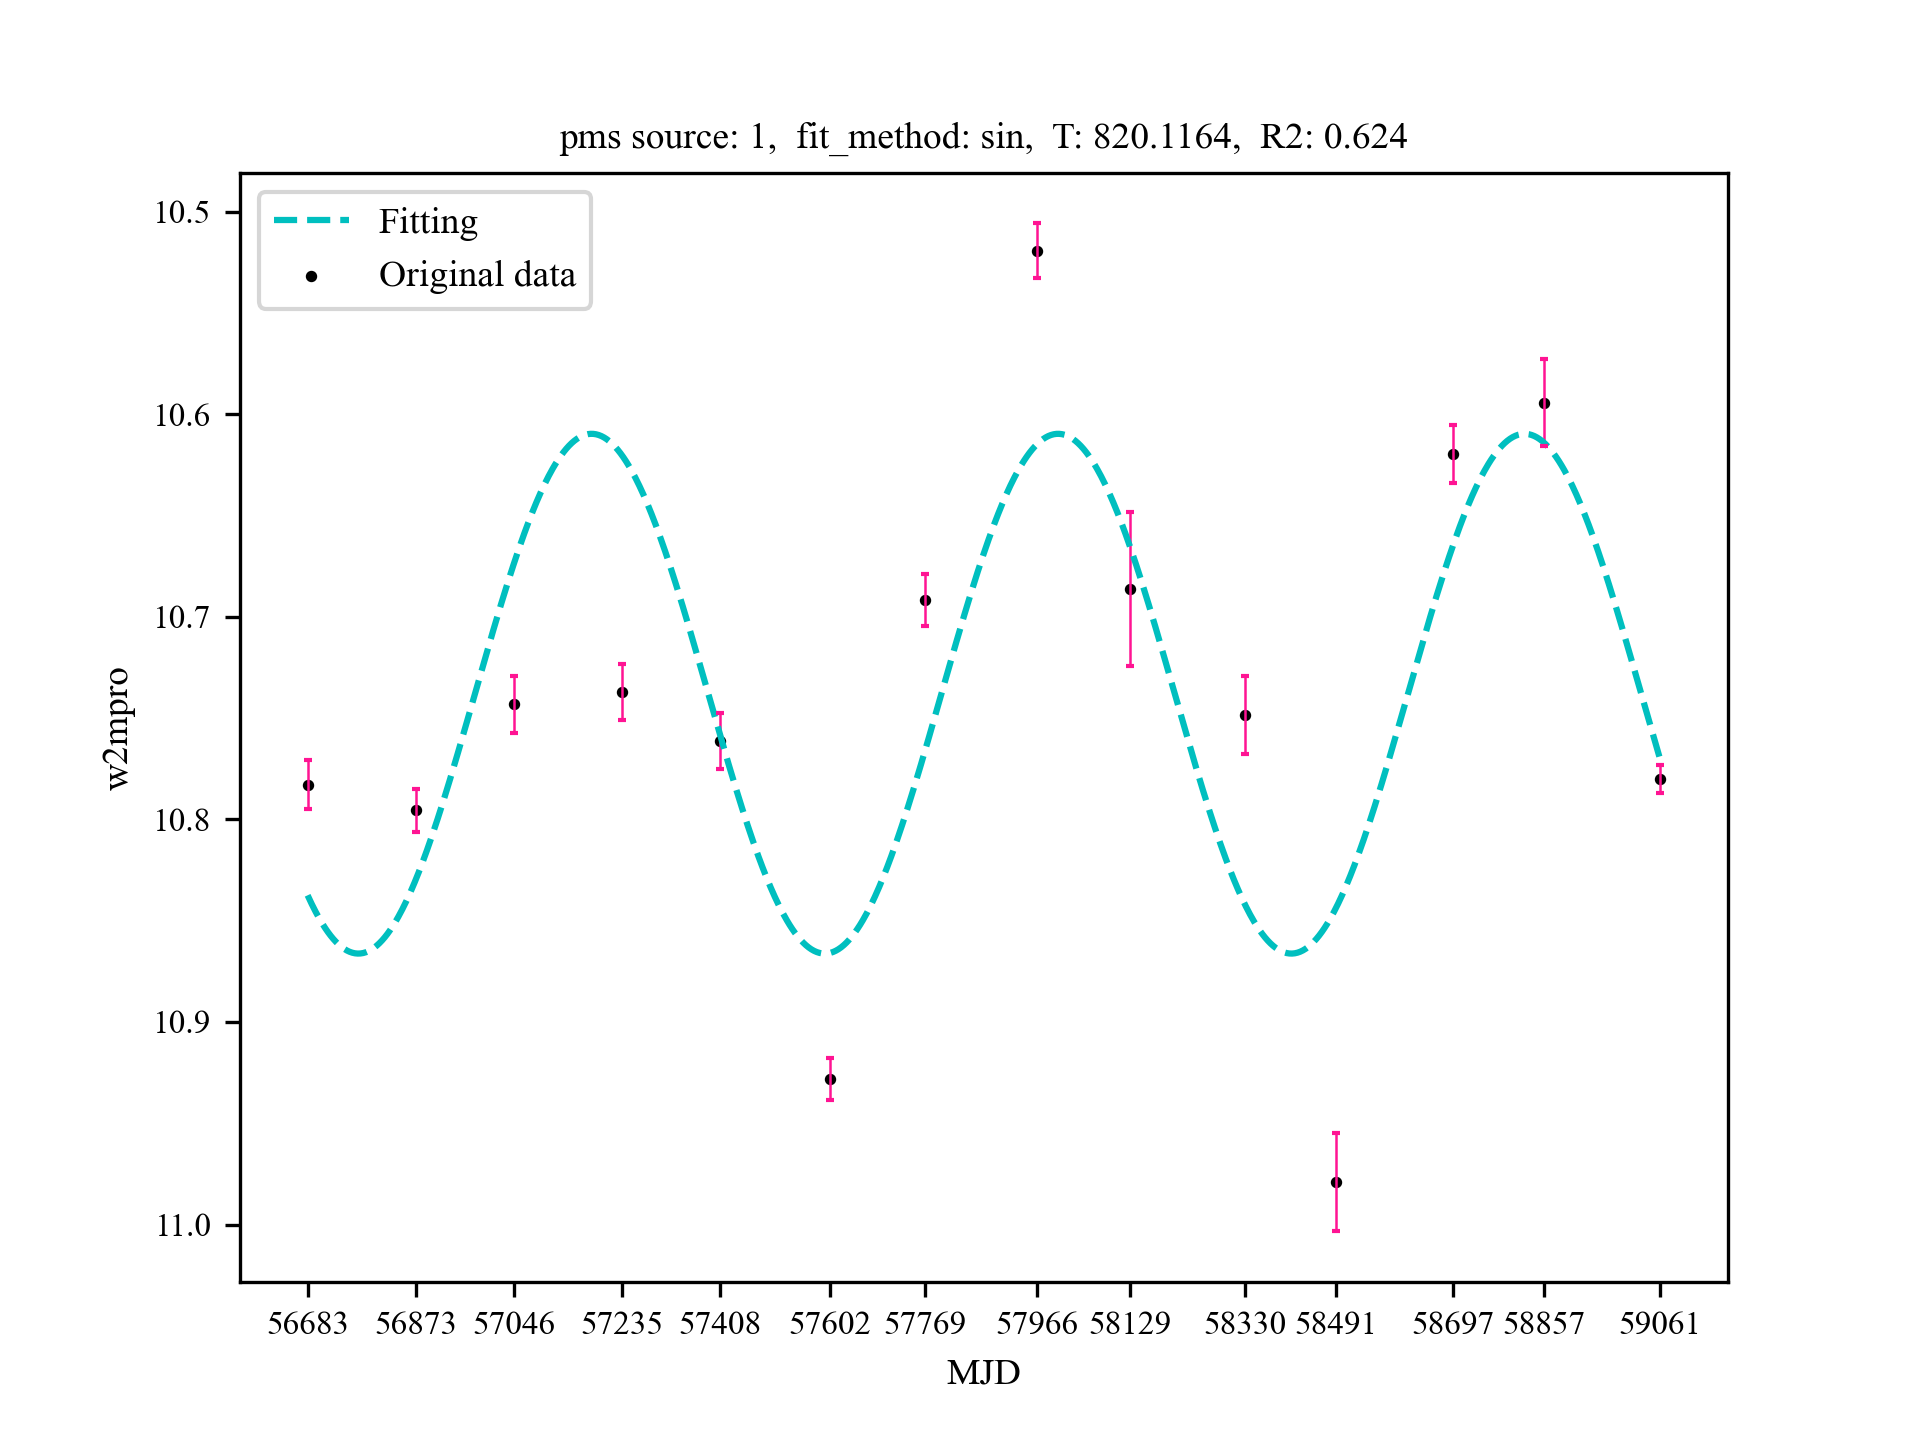 pms source: 1,  fit_method: sin,  T: 820.1164,  R2: 0.624
Fitting
Original data
10.5
10.6
10.7
10.8
10.9
11.0
w2mpro
56683 56873 57046 57235 57408 57602 57769 57966 58129 58330 58491 58697 58857 59061
MJD